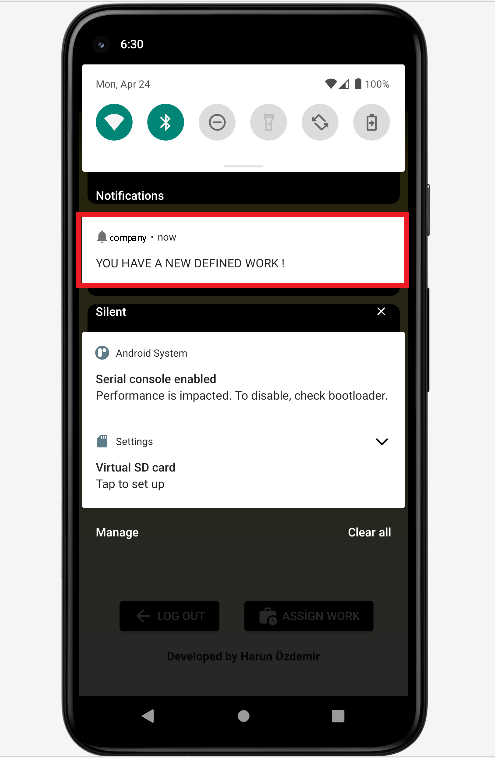 6:30
Mon, Apr 24 100%
Notifications
company • now
YOU HAVE A NEW DEFINED WORK !
Silent
Android System
Serial console enabled
Performance is impacted. To disable, check bootloader.
Settings
Virtual SD card
Tap to set up
Manage Clear all
LOG OUT ASSİGN WORK
Developed by Harun Özdemir